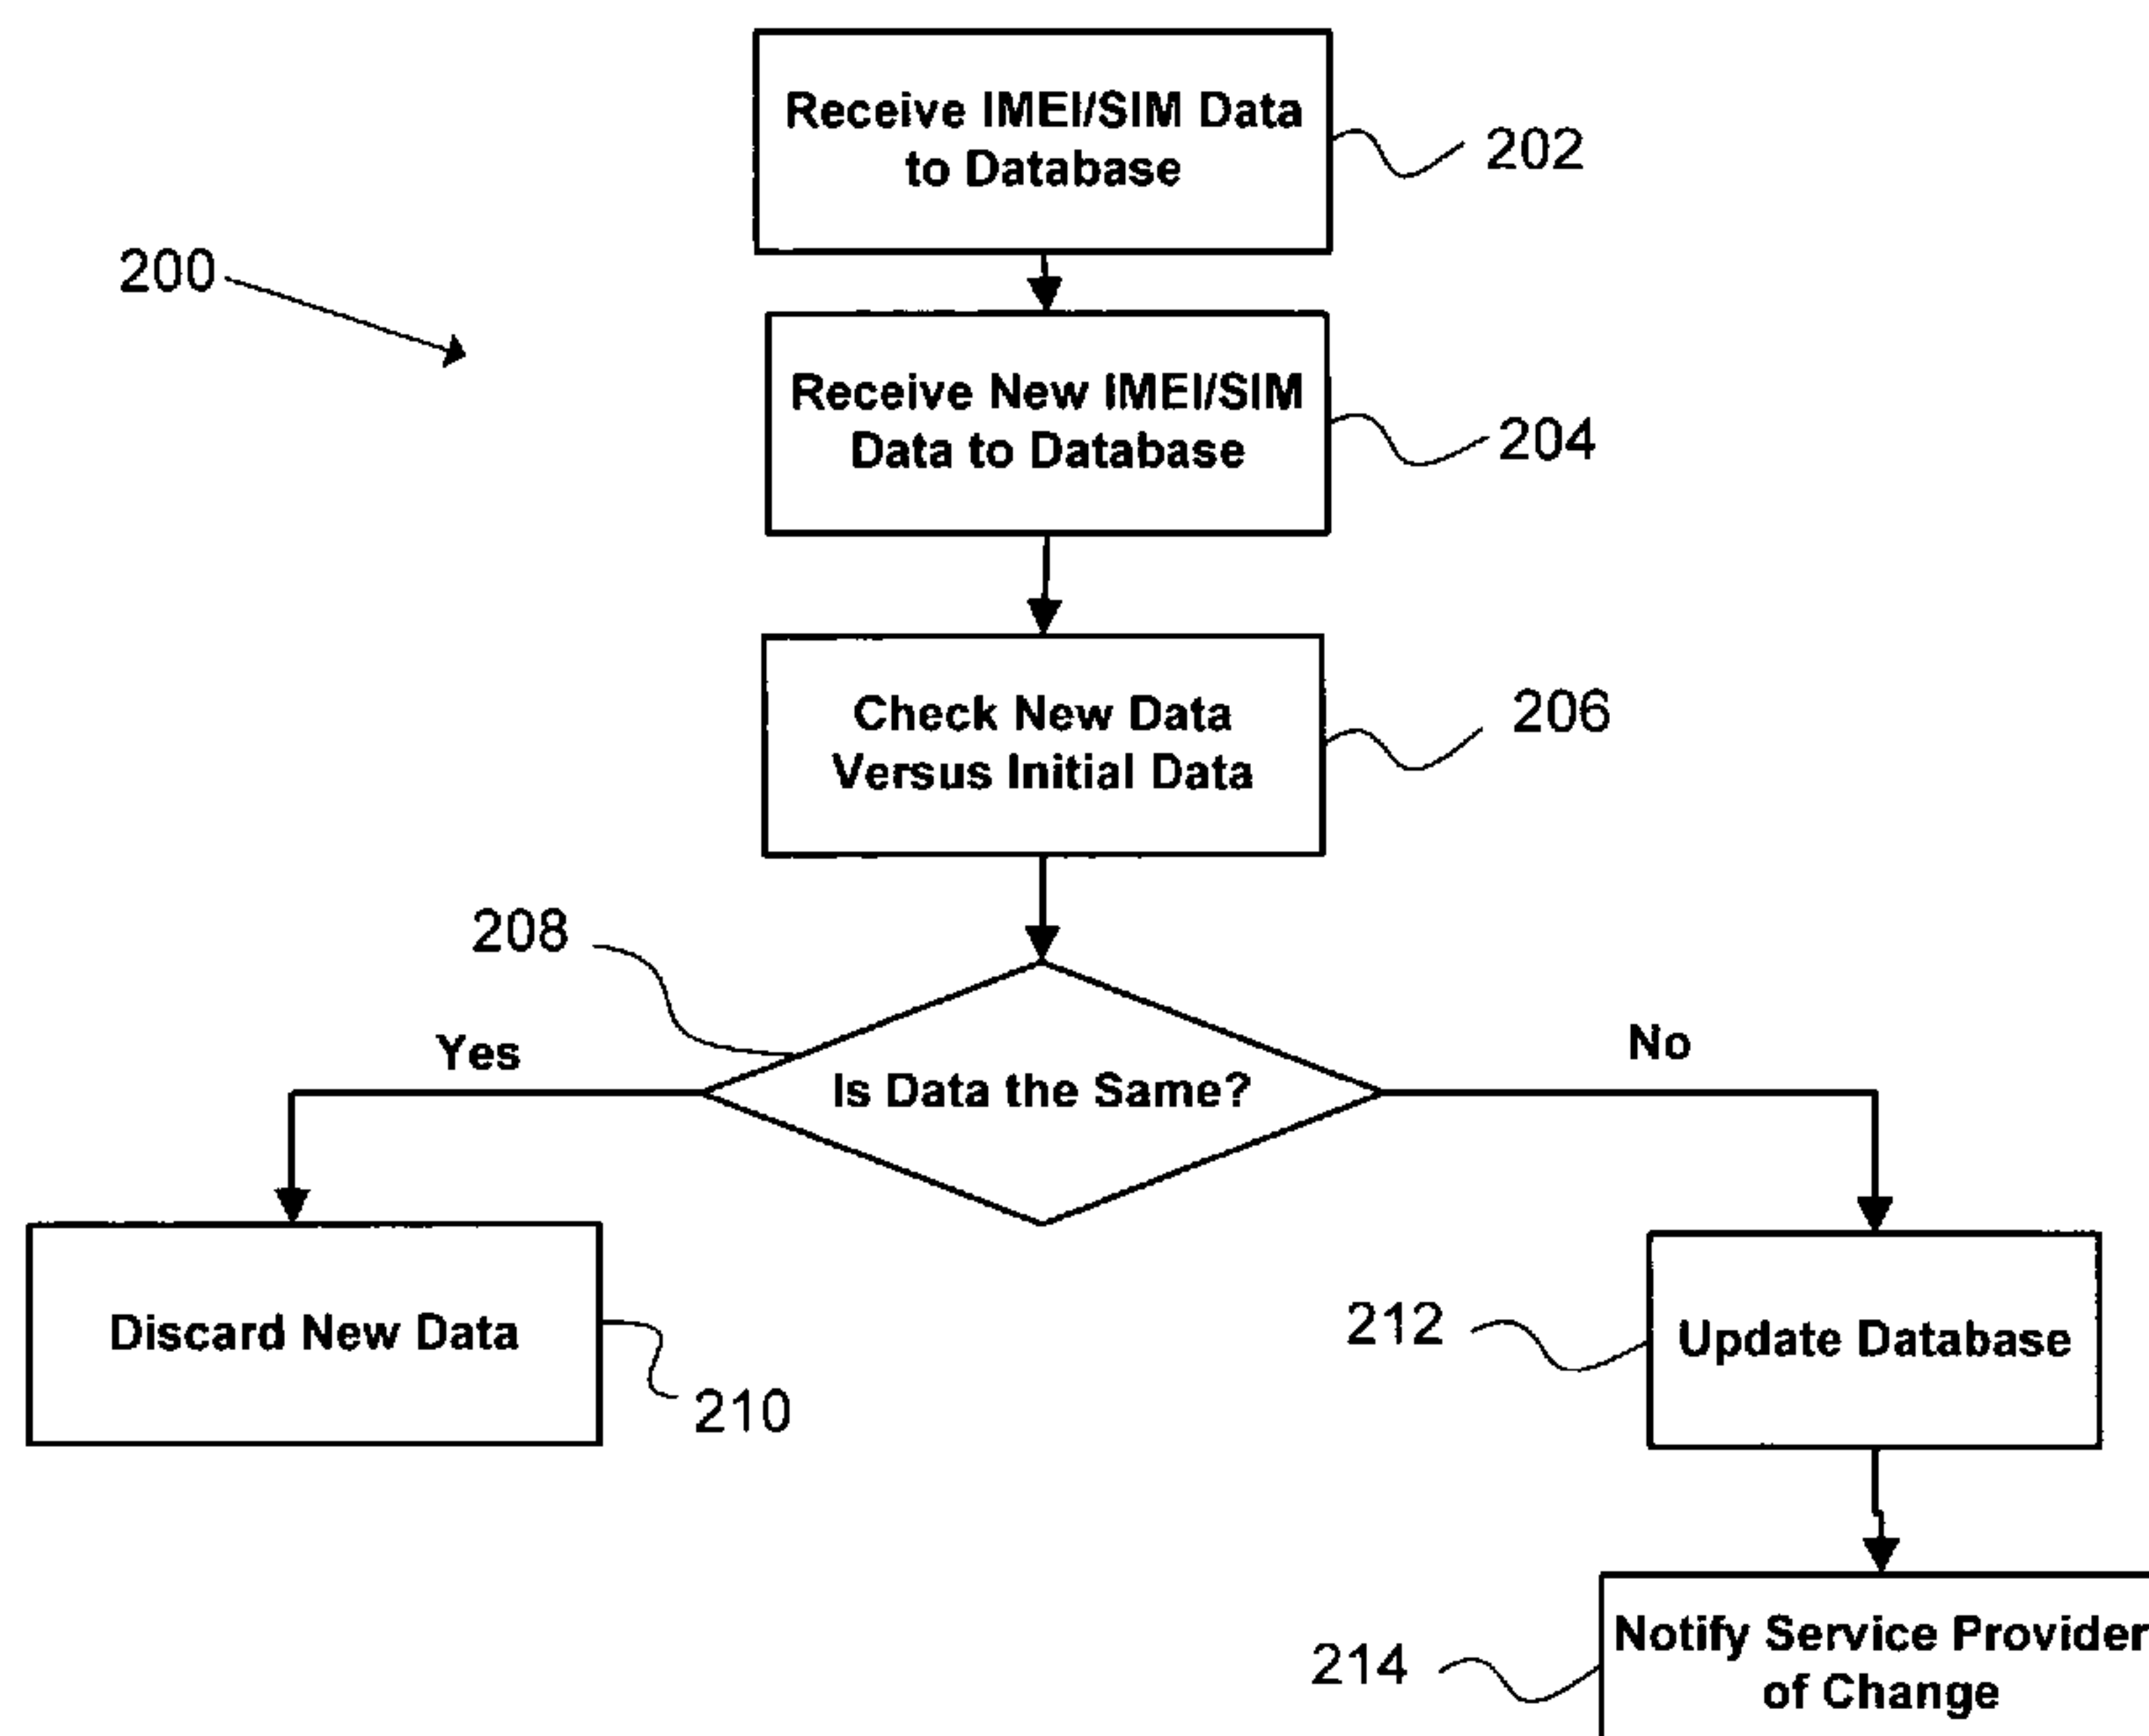 Receive IMEI/SIM Data
to Database
202
200
Receive New IMEI/SIM
Data to Database
204
Check New Data
Versus Initial Data
206
208
Yes
Is Data the Same?
No
Discard New Data
210
212
Update Database
214
Notify Service Provider
of Change